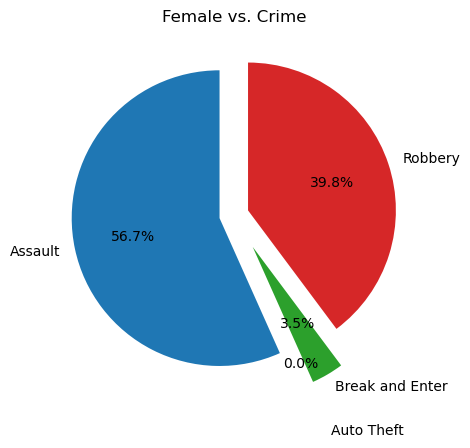 Female vs. Crime
Robbery
39.8%
56.7%
Assault
3.5%
0.0%
Break and Enter
Auto Theft